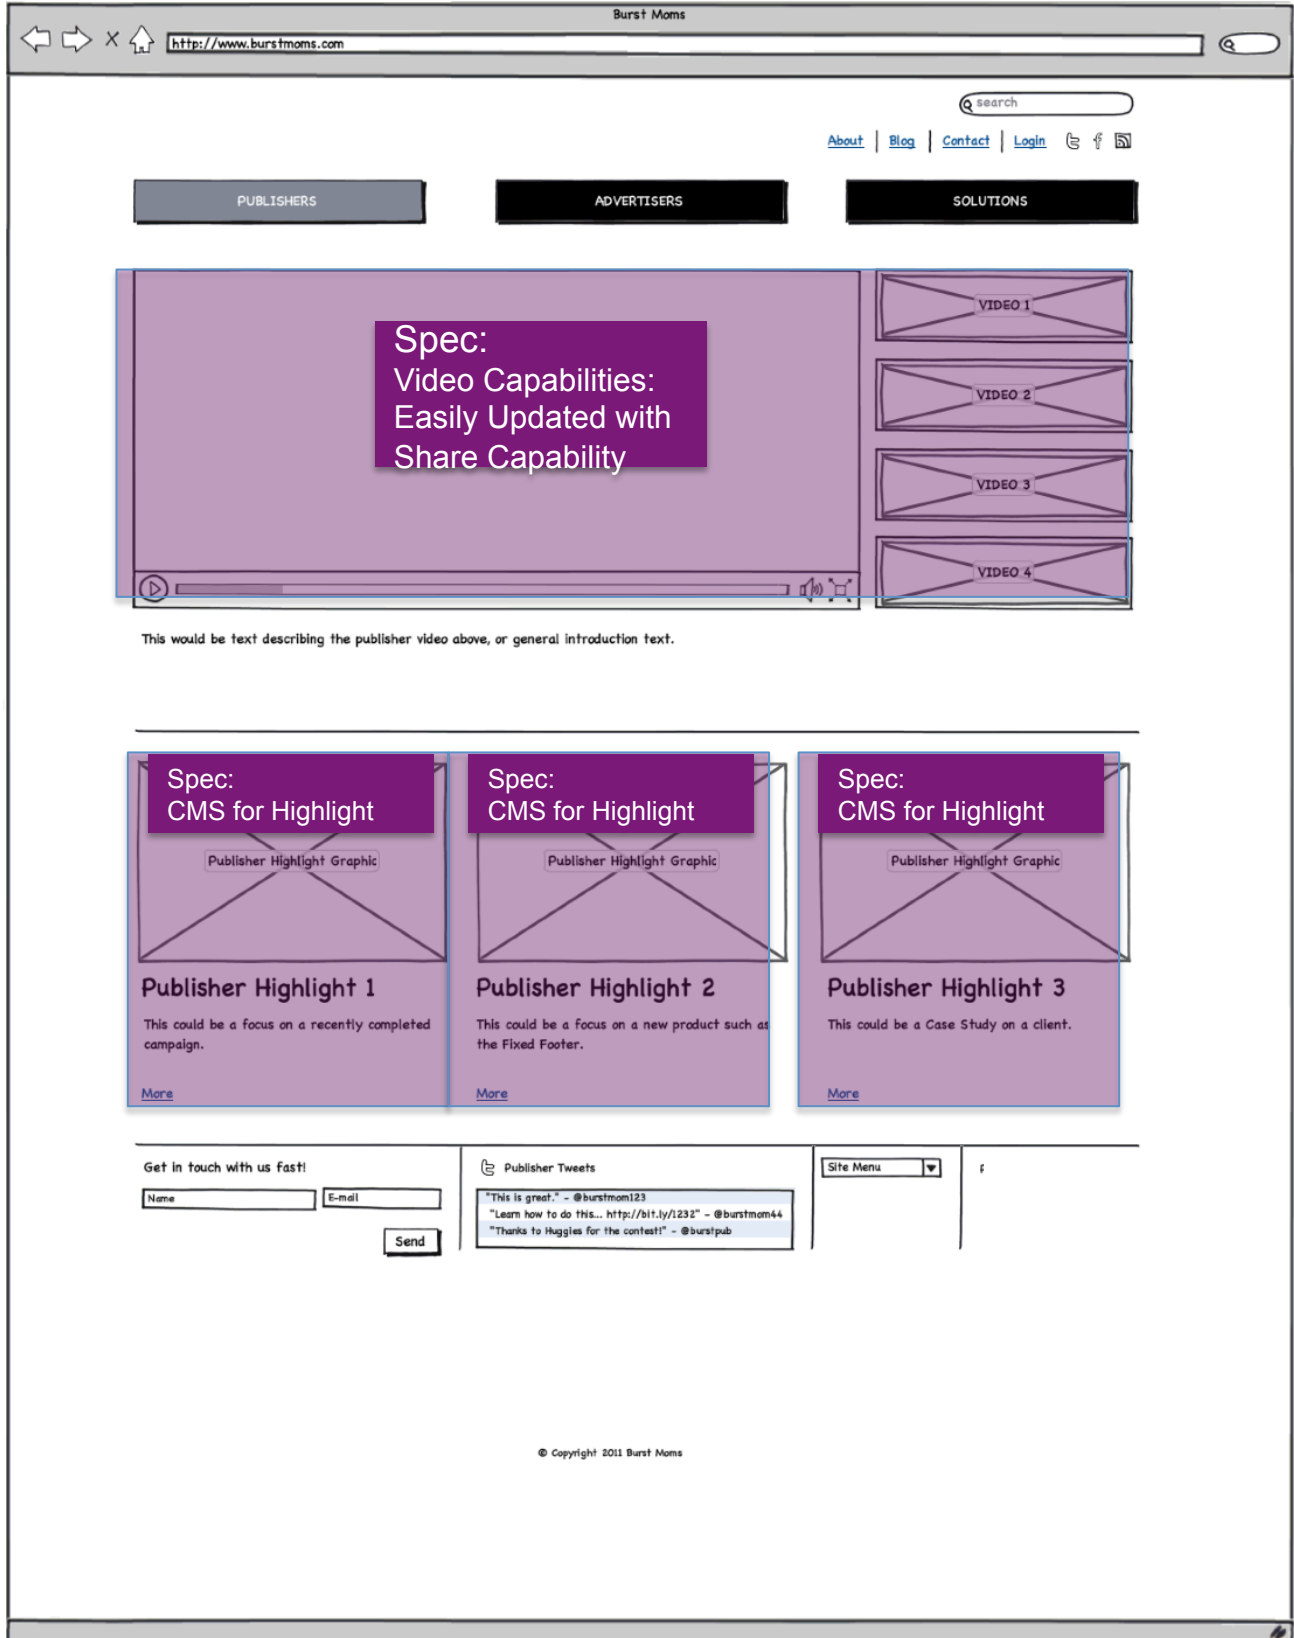 Burst Moms
http://www.burstmoms.com
search
About | Blog | Contact | Login
PUBLISHERS
ADVERTISERS
SOLUTIONS
Spec:
Video Capabilities:
Easily Updated with
Share Capability
VIDEO 1
VIDEO 2
VIDEO 3
VIDEO 4
This would be text describing the publisher video above, or general introduction text.
Spec:
CMS for Highlight
Publisher Highlight Graphic
Publisher Highlight 1
This could be a focus on a recently completed
campaign.
More
Spec:
CMS for Highlight
Publisher Highlight Graphic
Publisher Highlight 2
This could be a focus on a new product such as
the Fixed Footer.
More
Spec:
CMS for Highlight
Publisher Highlight Graphic
Publisher Highlight 3
This could be a Case Study on a client.
More
Get in touch with us fast!
Name
E-mail
Send
Publisher Tweets
"This is great." - @burstmom123
"Learn how to do this... http://bit.ly/1232" - @burstmom44
"Thanks to Huggies for the contest!" - @burstpub
Site Menu
© Copyright 2011 Burst Moms